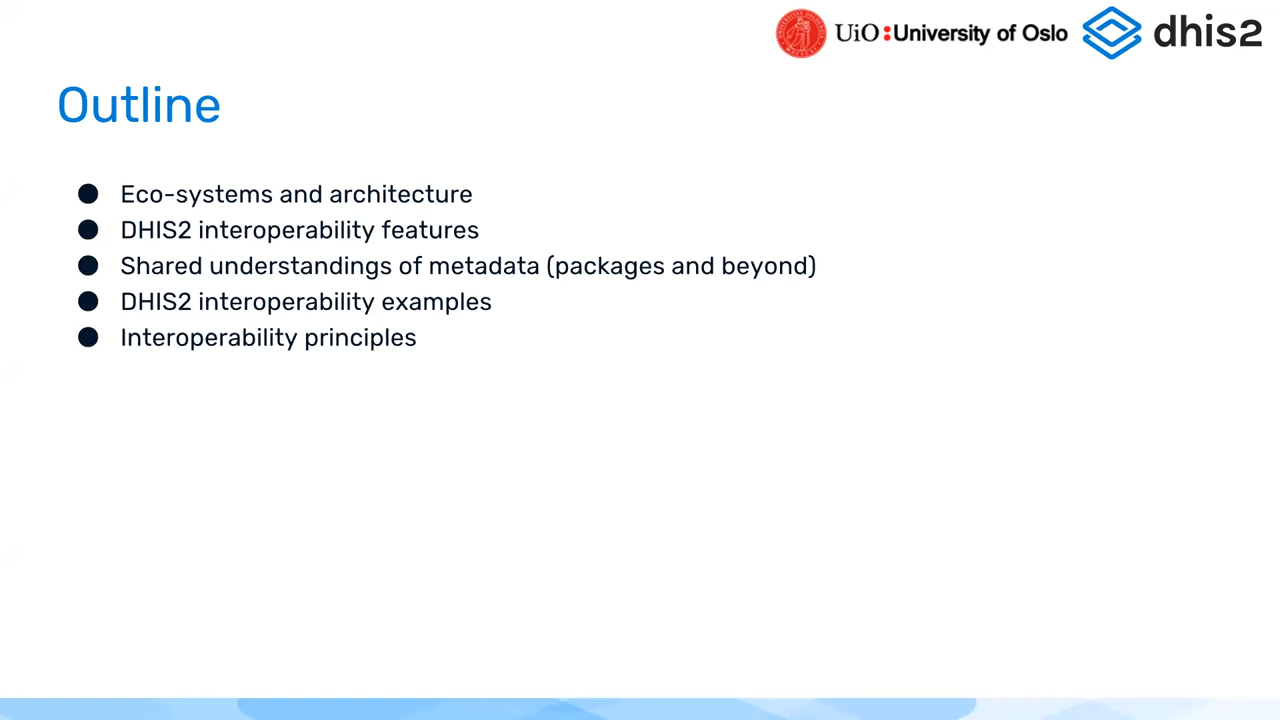 UiO : University of Oslo
dhis2
Outline
● Eco-systems and architecture
● DHIS2 interoperability features
● Shared understandings of metadata (packages and beyond)
● DHIS2 interoperability examples
● Interoperability principles